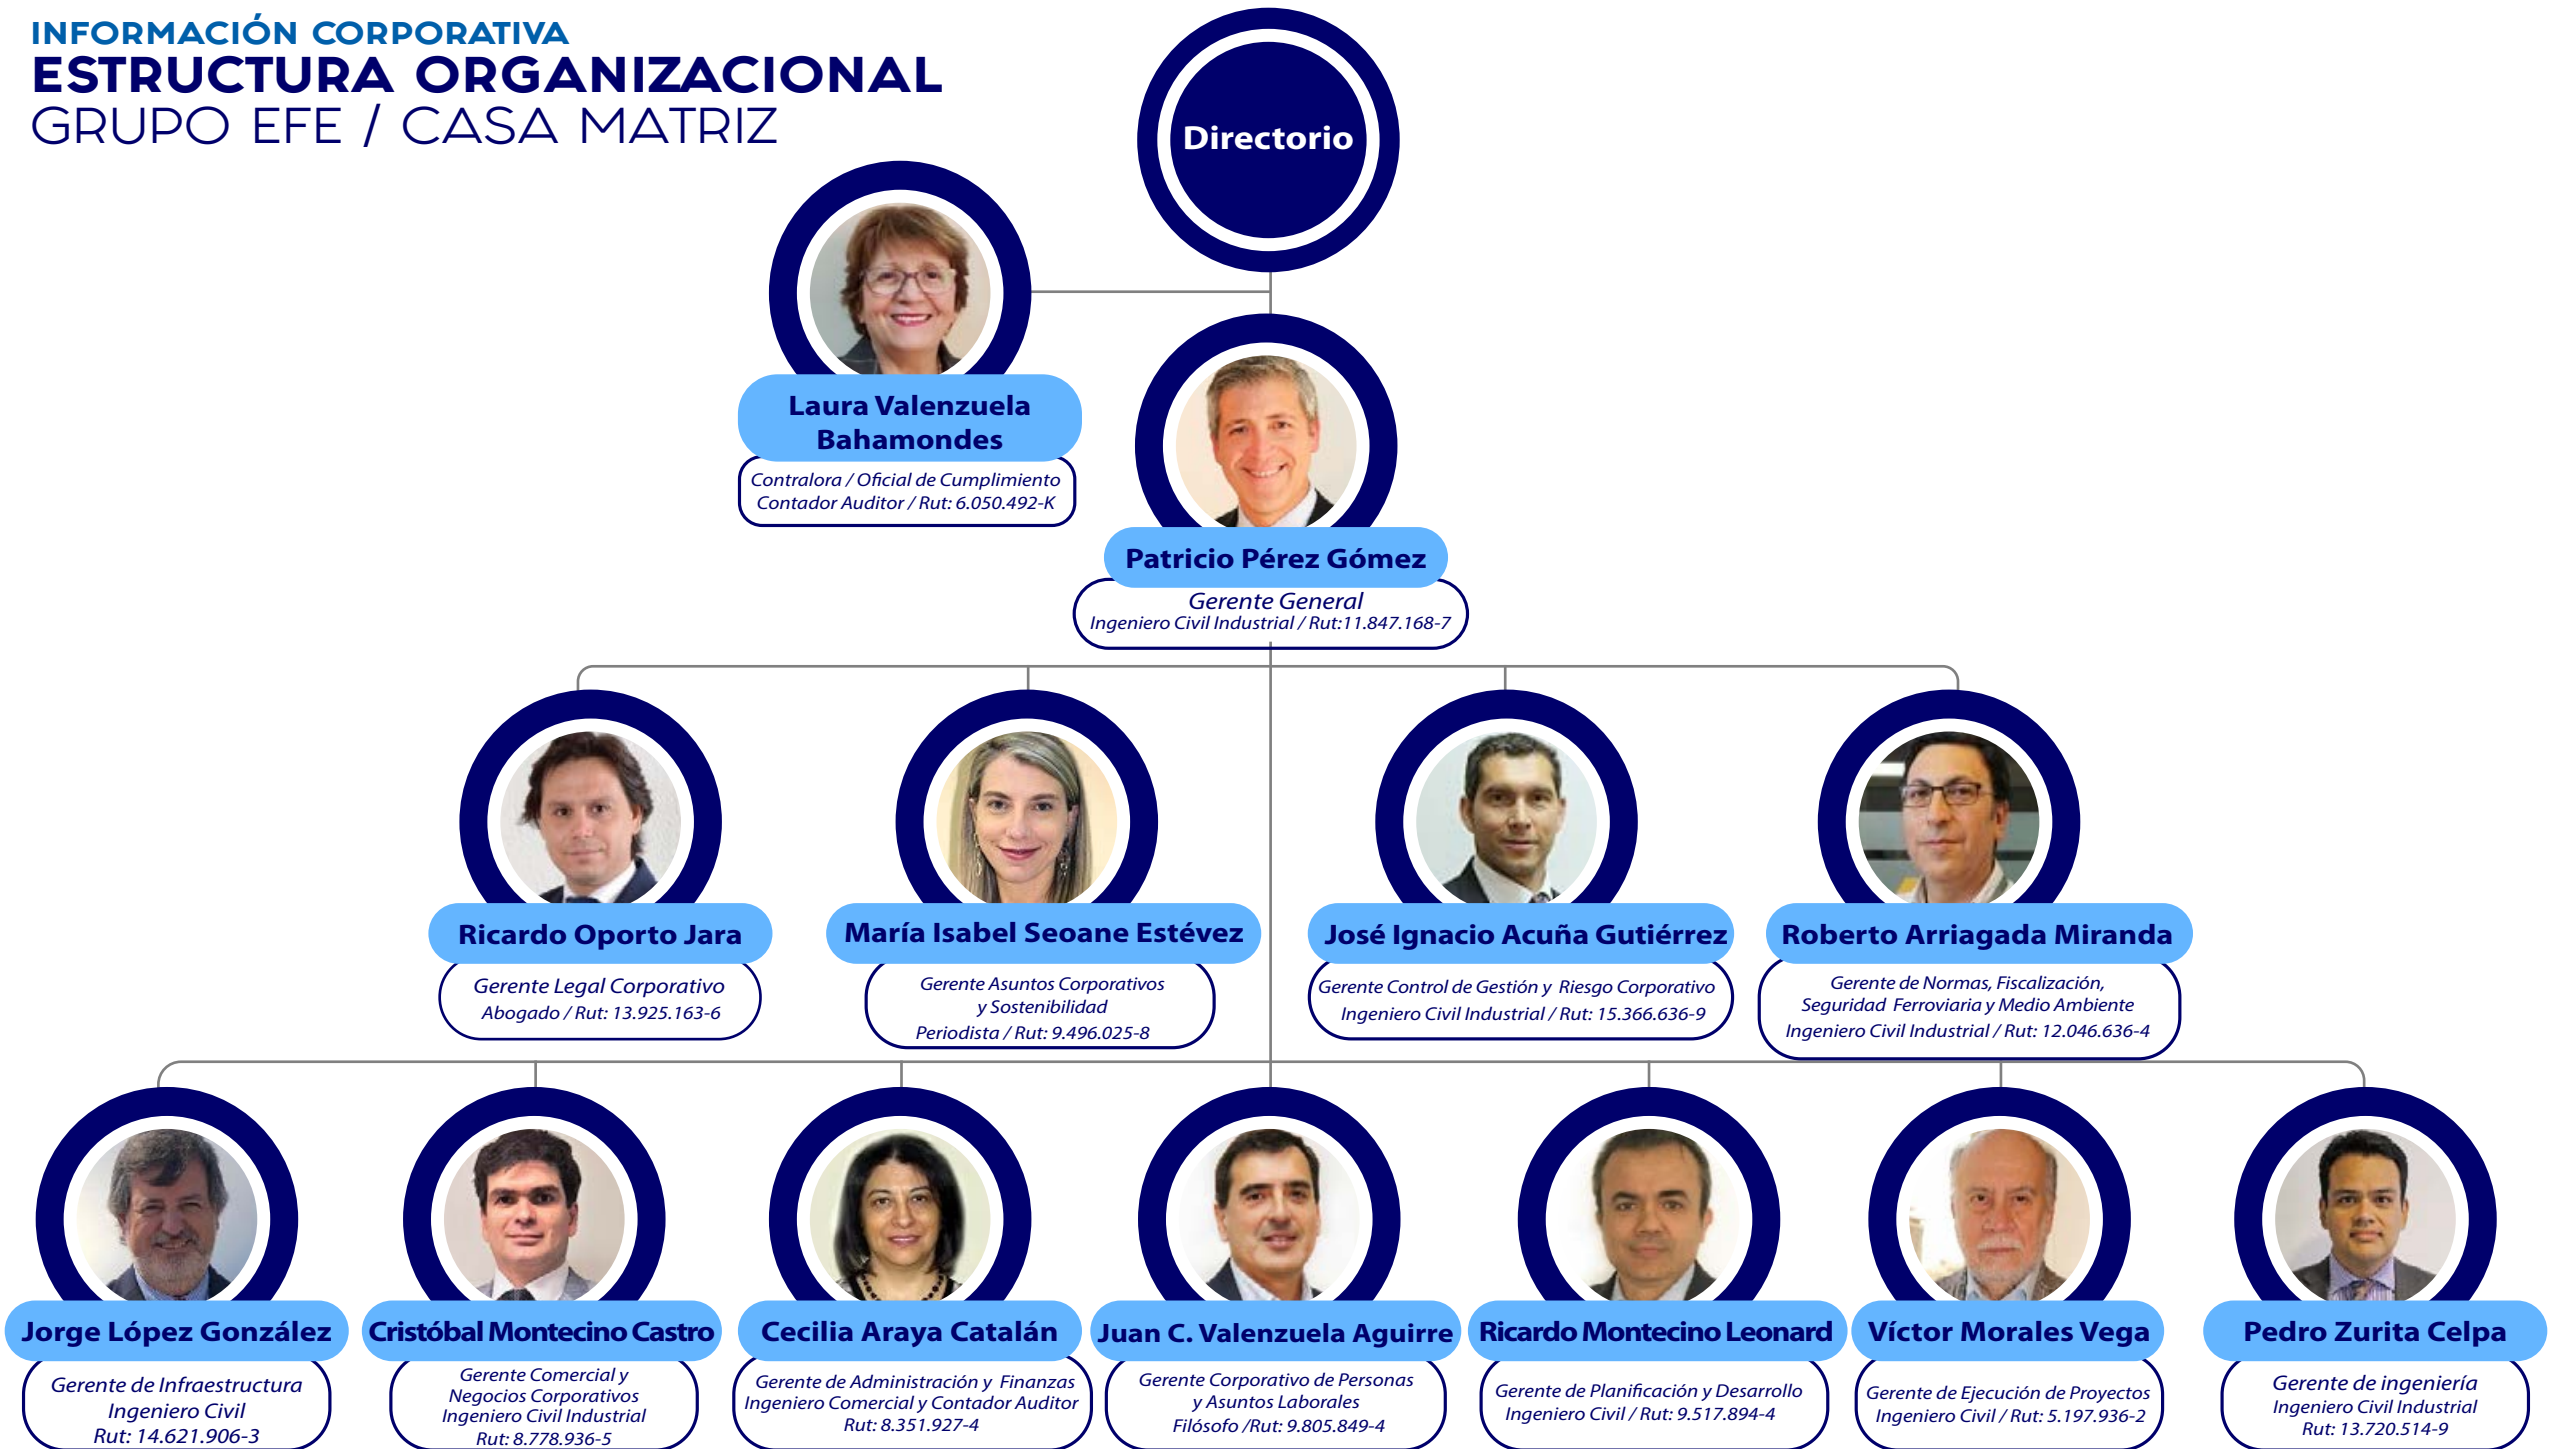 INFORMACIÓN CORPORATIVA
ESTRUCTURA ORGANIZACIONAL
GRUPO EFE / CASA MATRIZ
Directorio
Laura Valenzuela
Bahamondes
Contralora / Oficial de Cumplimiento
Contador Auditor / Rut: 6.050.492-K
Patricio Pérez Gómez
Gerente General
Ingeniero Civil Industrial / Rut:11.847.168-7
Ricardo Oporto Jara
Gerente Legal Corporativo
Abogado / Rut: 13.925.163-6
María Isabel Seoane Estévez
Gerente Asuntos Corporativos
y Sostenibilidad
Periodista / Rut: 9.496.025-8
José Ignacio Acuña Gutiérrez
Gerente Control de Gestión y Riesgo Corporativo
Ingeniero Civil Industrial / Rut: 15.366.636-9
Roberto Arriagada Miranda
Gerente de Normas, Fiscalización,
Seguridad Ferroviaria y Medio Ambiente
Ingeniero Civil Industrial / Rut: 12.046.636-4
Jorge López González
Gerente de Infraestructura
Ingeniero Civil
Rut: 14.621.906-3
Cristóbal Montecino Castro
Gerente Comercial y
Negocios Corporativos
Ingeniero Civil Industrial
Rut: 8.778.936-5
Cecilia Araya Catalán
Gerente de Administración y Finanzas
Ingeniero Comercial y Contador Auditor
Rut: 8.351.927-4
Juan C. Valenzuela Aguirre
Gerente Corporativo de Personas
y Asuntos Laborales
Filósofo /Rut: 9.805.849-4
Ricardo Montecino Leonard
Gerente de Planificación y Desarrollo
Ingeniero Civil / Rut: 9.517.894-4
Víctor Morales Vega
Gerente de Ejecución de Proyectos
Ingeniero Civil / Rut: 5.197.936-2
Pedro Zurita Celpa
Gerente de ingeniería
Ingeniero Civil Industrial
Rut: 13.720.514-9